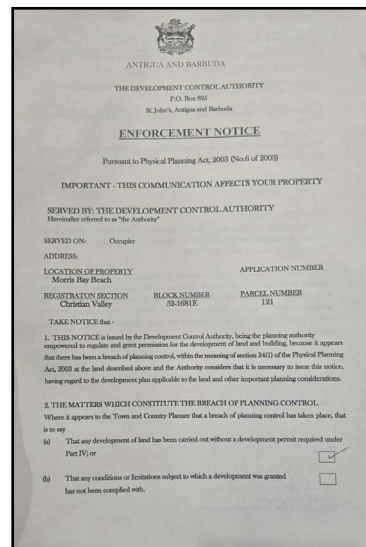 ANTIGUA AND BARBUDA
THE DEVELOPMENT CONTROL AUTHORITY
P.O. Box 895
St. John's, Antigua and Barbuda
ENFORCEMENT NOTICE
Pursuant to Physical Planning Act, 2003 (No.6 of 2003)
IMPORTANT - THIS COMMUNICATION AFFECTS YOUR PROPERTY
SERVED BY: THE DEVELOPMENT CONTROL AUTHORITY
Hereinafter referred to as "the Authority"
SERVED ON: Occupier
ADDRESS:
LOCATION OF PROPERTY APPLICATION NUMBER
Morris Bay Beach
REGISTRATON SECTION BLOCK NUMBER PARCEL NUMBER
Christian Valley 52-1681E 121
TAKE NOTICE that -
1. THIS NOTICE is issued by the Development Control Authority, being the planning authority
empowered to regulate and grant permission for the development of land and building, because it appears
that there has been a breach of planning control, within the meaning of section 34(1) of the Physical Planning
Act, 2003 at the land described above and the Authority considers that it is necessary to issue this notice,
having regard to the development plan applicable to the land and other important planning considerations.
2. THE MATTERS WHICH CONSTITUTE THE BREACH OF PLANNING CONTROL
Where it appears to the Town and Country Planner that a breach of planning control has taken place, that
is to say
(a) That any development of land has been carried out without a development permit required under
Part IV; or
(b) That any conditions or limitations subject to which a development was granted
has not been complied with.